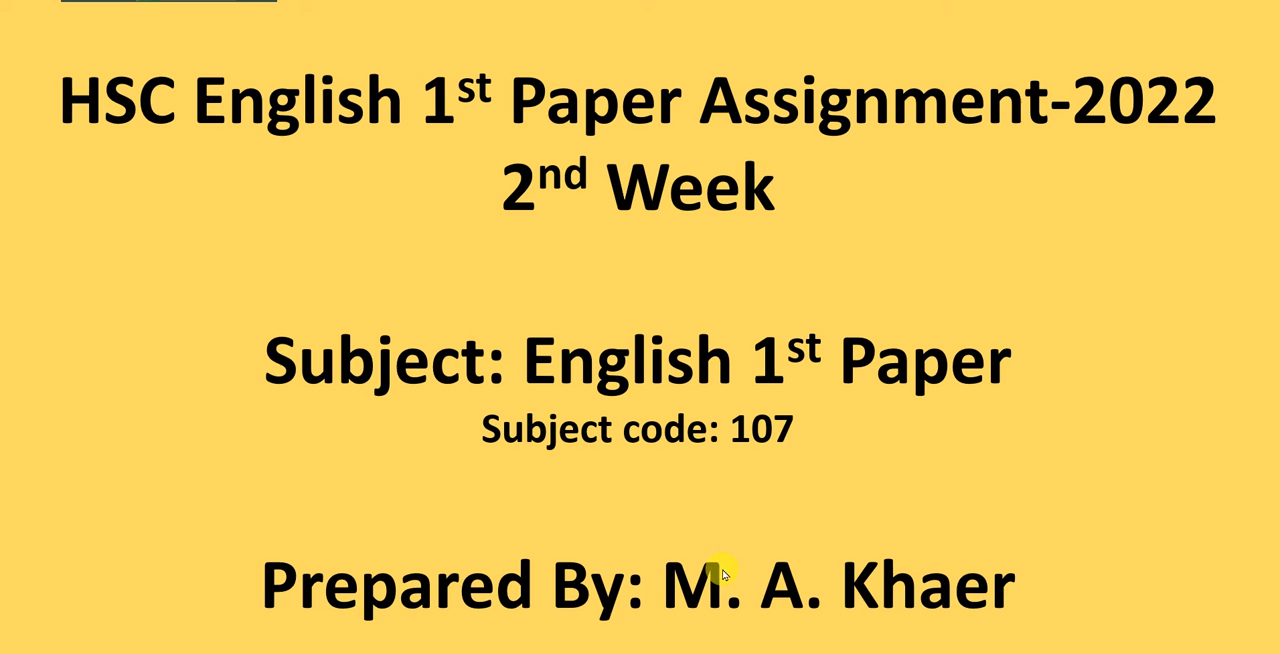 HSC English 1st Paper Assignment-2022
2nd Week
Subject: English 1st Paper
Subject code: 107
Prepared By: M. A. Khaer